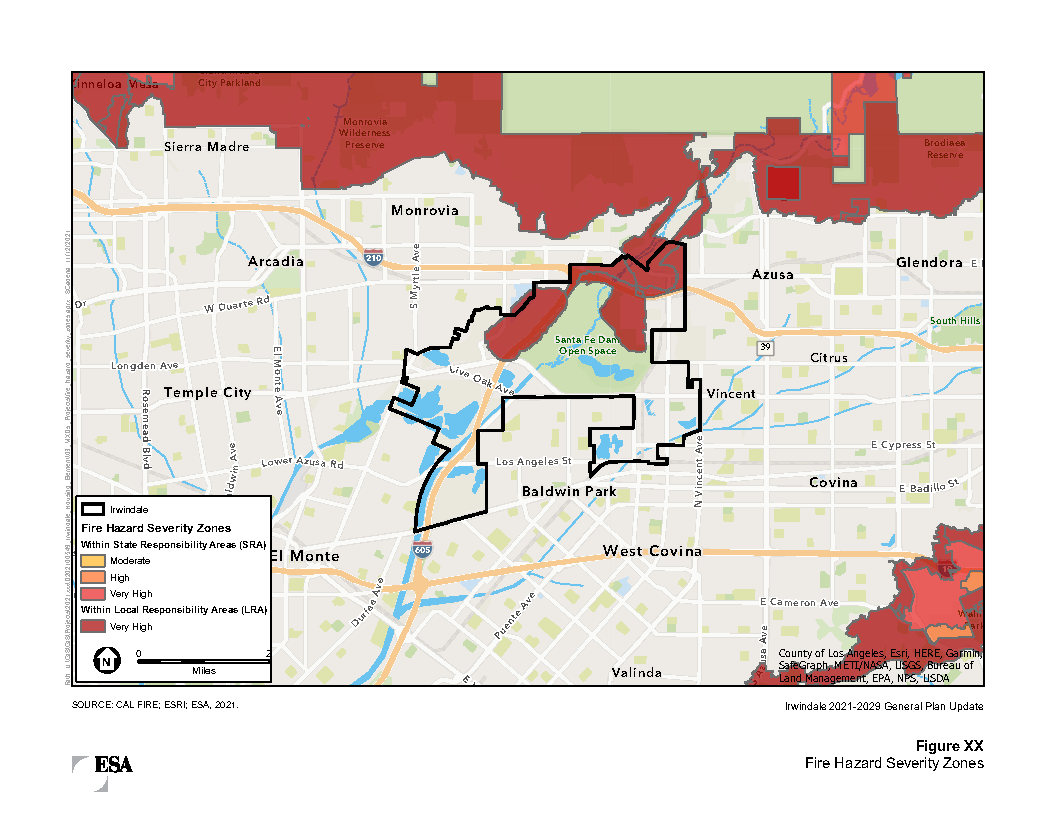 Kinneloa Mesa
City Parkland
Monrovia
Wilderness
Preserve
Brodiaea
Reserve
Sierra Madre
Monrovia
Arcadia
210
S Myrtle Ave
Azusa
Glendora
E
Dr
W Duarte Rd
South Hills
Santa Fe Dam
Open Space
39
Citrus
Longden Ave
El Monte Ave
Live Oak Ave
Temple City
Rosemead Blvd
Vincent
E Cypress St
Lower Azusa Rd
Los Angeles St
N Vincent Ave
Baldwin Park
Covina
E Badillo St
El Monte
605
West Covina
10
E Cameron Ave
Durfee Ave
Puente Ave
Valinda
Irwindale
Fire Hazard Severity Zones
Within State Responsibility Areas (SRA)
Moderate
High
Very High
Within Local Responsibility Areas (LRA)
Very High
N
0 2
Miles
County of Los Angeles, Esri, HERE, Garmin,
SafeGraph, METI/NASA, USGS, Bureau of
Land Management, EPA, NPS, USDA
SOURCE: CAL FIRE; ESRI; ESA, 2021.
Irwindale 2021-2029 General Plan Update
Figure XX
Fire Hazard Severity Zones
ESA